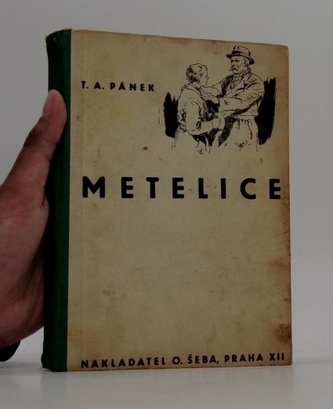 T. A. PÁNEK
METELICE
NAKLADATEL O. ŠEBA, PRAHA XII